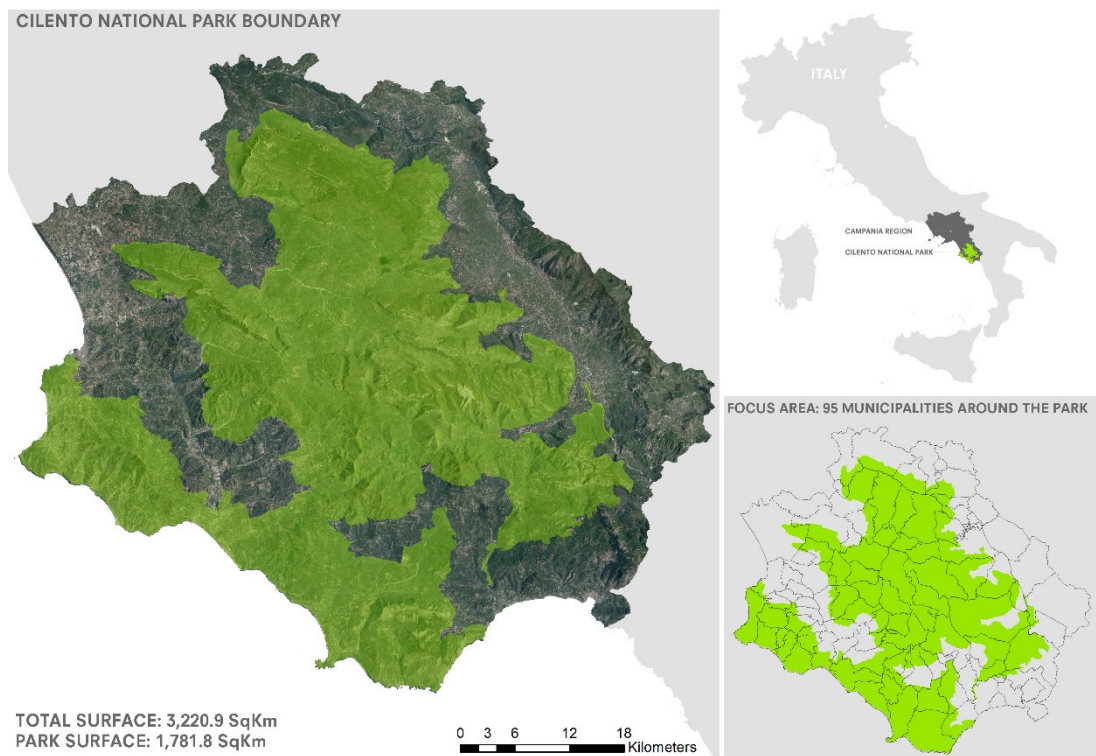 CILENTO NATIONAL PARK BOUNDARY
ITALY
CAMPANIA REGION
CILENTO NATIONAL PARK
FOCUS AREA: 95 MUNICIPALITIES AROUND THE PARK
TOTAL SURFACE: 3,220.9 SqKm
PARK SURFACE: 1,781.8 SqKm
0 3 6 12 18
Kilometers